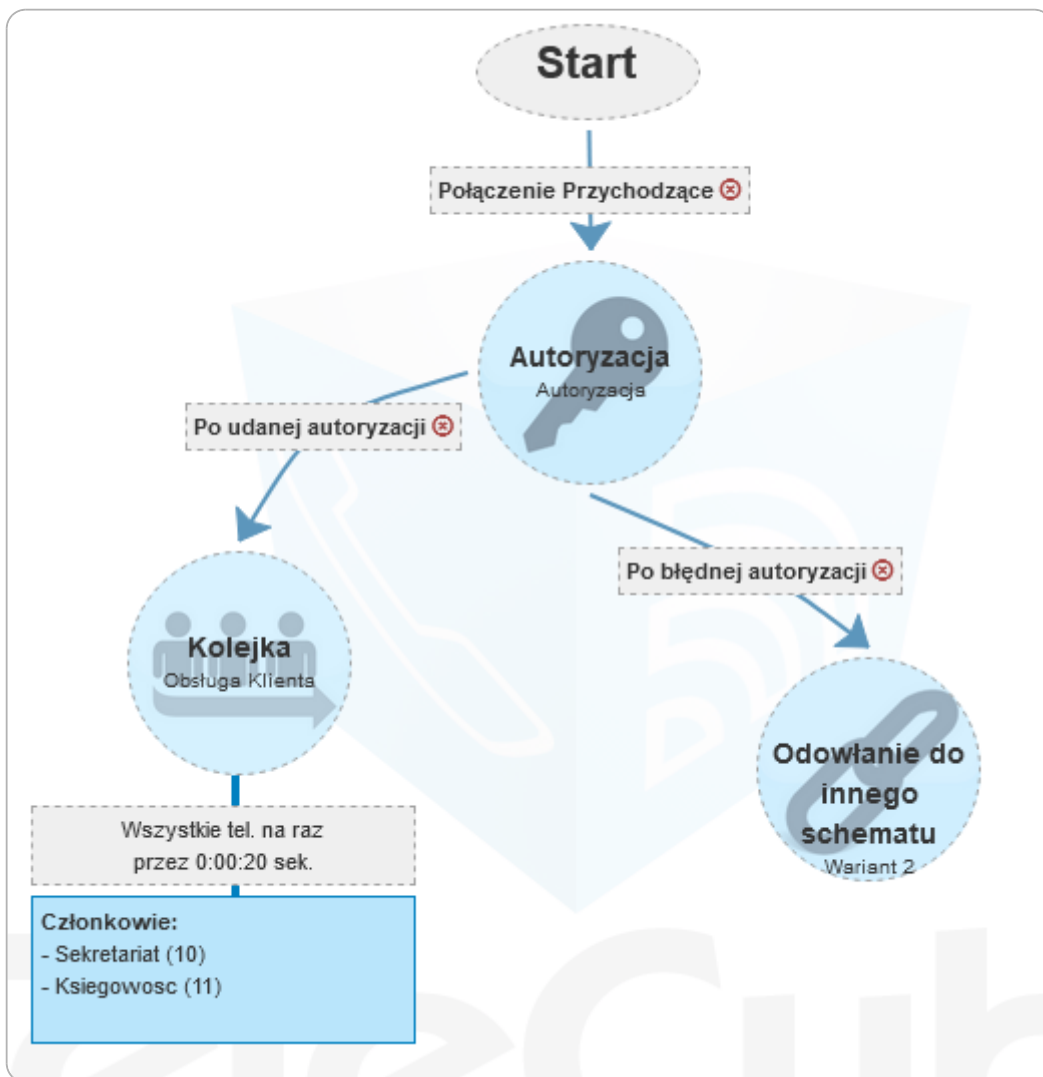 Start
Połączenie Przychodzące
Autoryzacja
Autoryzacja
Po udanej autoryzacji
Po błędnej autoryzacji
Kolejka
Obsługa Klienta
Odowłanie do
innego
schematu
Wariant 2
Wszystkie tel. na raz
przez 0:00:20 sek.
Członkowie:
- Sekretariat (10)
- Ksiegowosc (11)